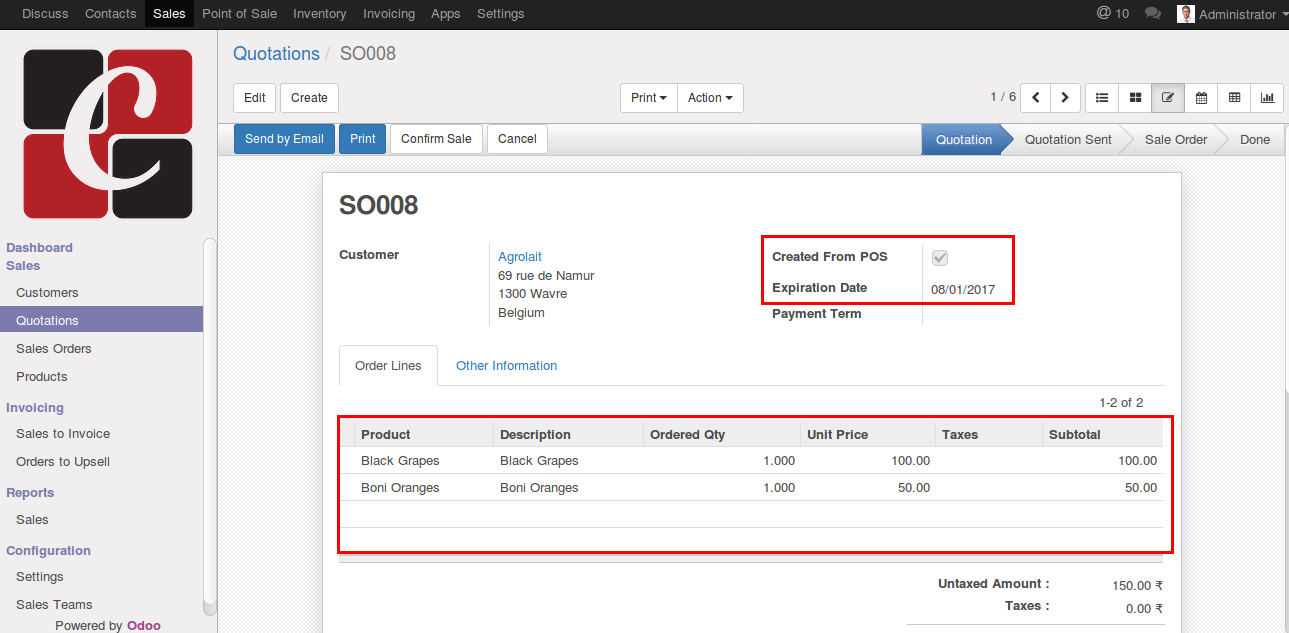 Discuss Contacts Sales Point of Sale Inventory Invoicing Apps Settings @ 10 Administrator
C
Quotations / SO008
Edit Create Print Action 1 / 6
Send by Email Print Confirm Sale Cancel Quotation Quotation Sent Sale Order Done
Dashboard
Sales
Customers
Quotations
Sales Orders
Products
Invoicing
Sales to Invoice
Orders to Upsell
Reports
Sales
Configuration
Settings
Sales Teams
Powered by Odoo
SO008
Customer Agrolait
69 rue de Namur
1300 Wavre
Belgium
Created From POS
Expiration Date 08/01/2017
Payment Term
Order Lines Other Information
1-2 of 2
Product Description Ordered Qty Unit Price Taxes Subtotal
Black Grapes Black Grapes 1.000 100.00 100.00
Boni Oranges Boni Oranges 1.000 50.00 50.00
Untaxed Amount : 150.00 ₹
Taxes : 0.00 ₹